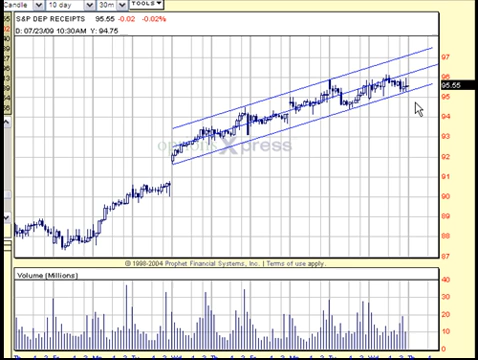 Click
10 day
30m
TOOLS
S&P DEP RECEIPTS 95.55 -0.02 -0.02%
D: 07/23/09 10:30AM Y: 94.75
97
96
95.55
95
94
93
92
91
90
89
88
87
optionsXpress
© 1998-2004 Prophet Financial Systems, Inc. | Terms of use apply.
Volume (Millions)
40
30
20
10
0